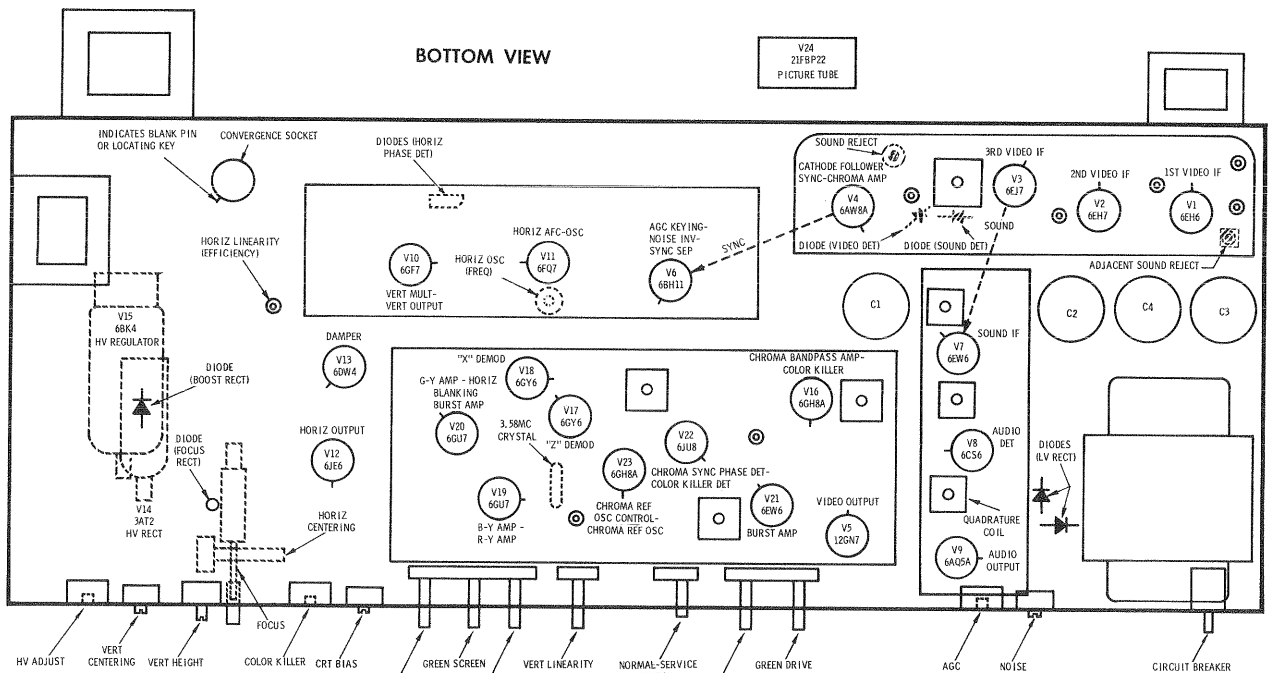 BOTTOM VIEW
V24
21FBP22
PICTURE TUBE
INDICATES BLANK PIN
OR LOCATING KEY
CONVERGENCE SOCKET
DIODES (HORIZ
PHASE DET)
SOUND REJECT
3RD VIDEO IF
CATHODE FOLLOWER
SYNC-CHROMA AMP
V4
6AW8A
V3
6EJ7
2ND VIDEO IF
V2
6EH7
1ST VIDEO IF
V1
6EH6
DIODE (VIDEO DET)
DIODE (SOUND DET)
SOUND
ADJACENT SOUND REJECT
HORIZ LINEARITY
(EFFICIENCY)
V10
6GF7
VERT MULT-
VERT OUTPUT
HORIZ AFC-OSC
V11
6FQ7
HORIZ OSC
(FREQ)
AGC KEYING-
NOISE INV-
SYNC SEP
V6
6BH11
SYNC
C1
C2
C4
C3
V15
6BK4
HV REGULATOR
DIODE
(BOOST RECT)
DAMPER
V13
6DW4
SOUND IF
V7
6EW6
"X" DEMOD
V18
6GY6
G-Y AMP - HORIZ
BLANKING
BURST AMP
V20
6GU7
V17
6GY6
"Z" DEMOD
3.58MC
CRYSTAL
CHROMA BANDPASS AMP-
COLOR KILLER
V16
6GH8A
V22
6JU8
CHROMA SYNC PHASE DET-
COLOR KILLER DET
V23
6GH8A
CHROMA REF
OSC CONTROL-
CHROMA REF OSC
V19
6GU7
B-Y AMP -
R-Y AMP
V21
6EW6
BURST AMP
VIDEO OUTPUT
V5
12GN7
HORIZ OUTPUT
V12
6JE6
DIODE
(FOCUS
RECT)
V14
3AT2
HV RECT
HORIZ
CENTERING
AUDIO
DET
V8
6CS6
DIODES
(LV RECT)
QUADRATURE
COIL
V9
6AQ5A
AUDIO
OUTPUT
FOCUS
HV ADJUST
VERT
CENTERING
VERT HEIGHT
COLOR KILLER
CRT BIAS
GREEN SCREEN
VERT LINEARITY
NORMAL-SERVICE
GREEN DRIVE
AGC
NOISE
CIRCUIT BREAKER